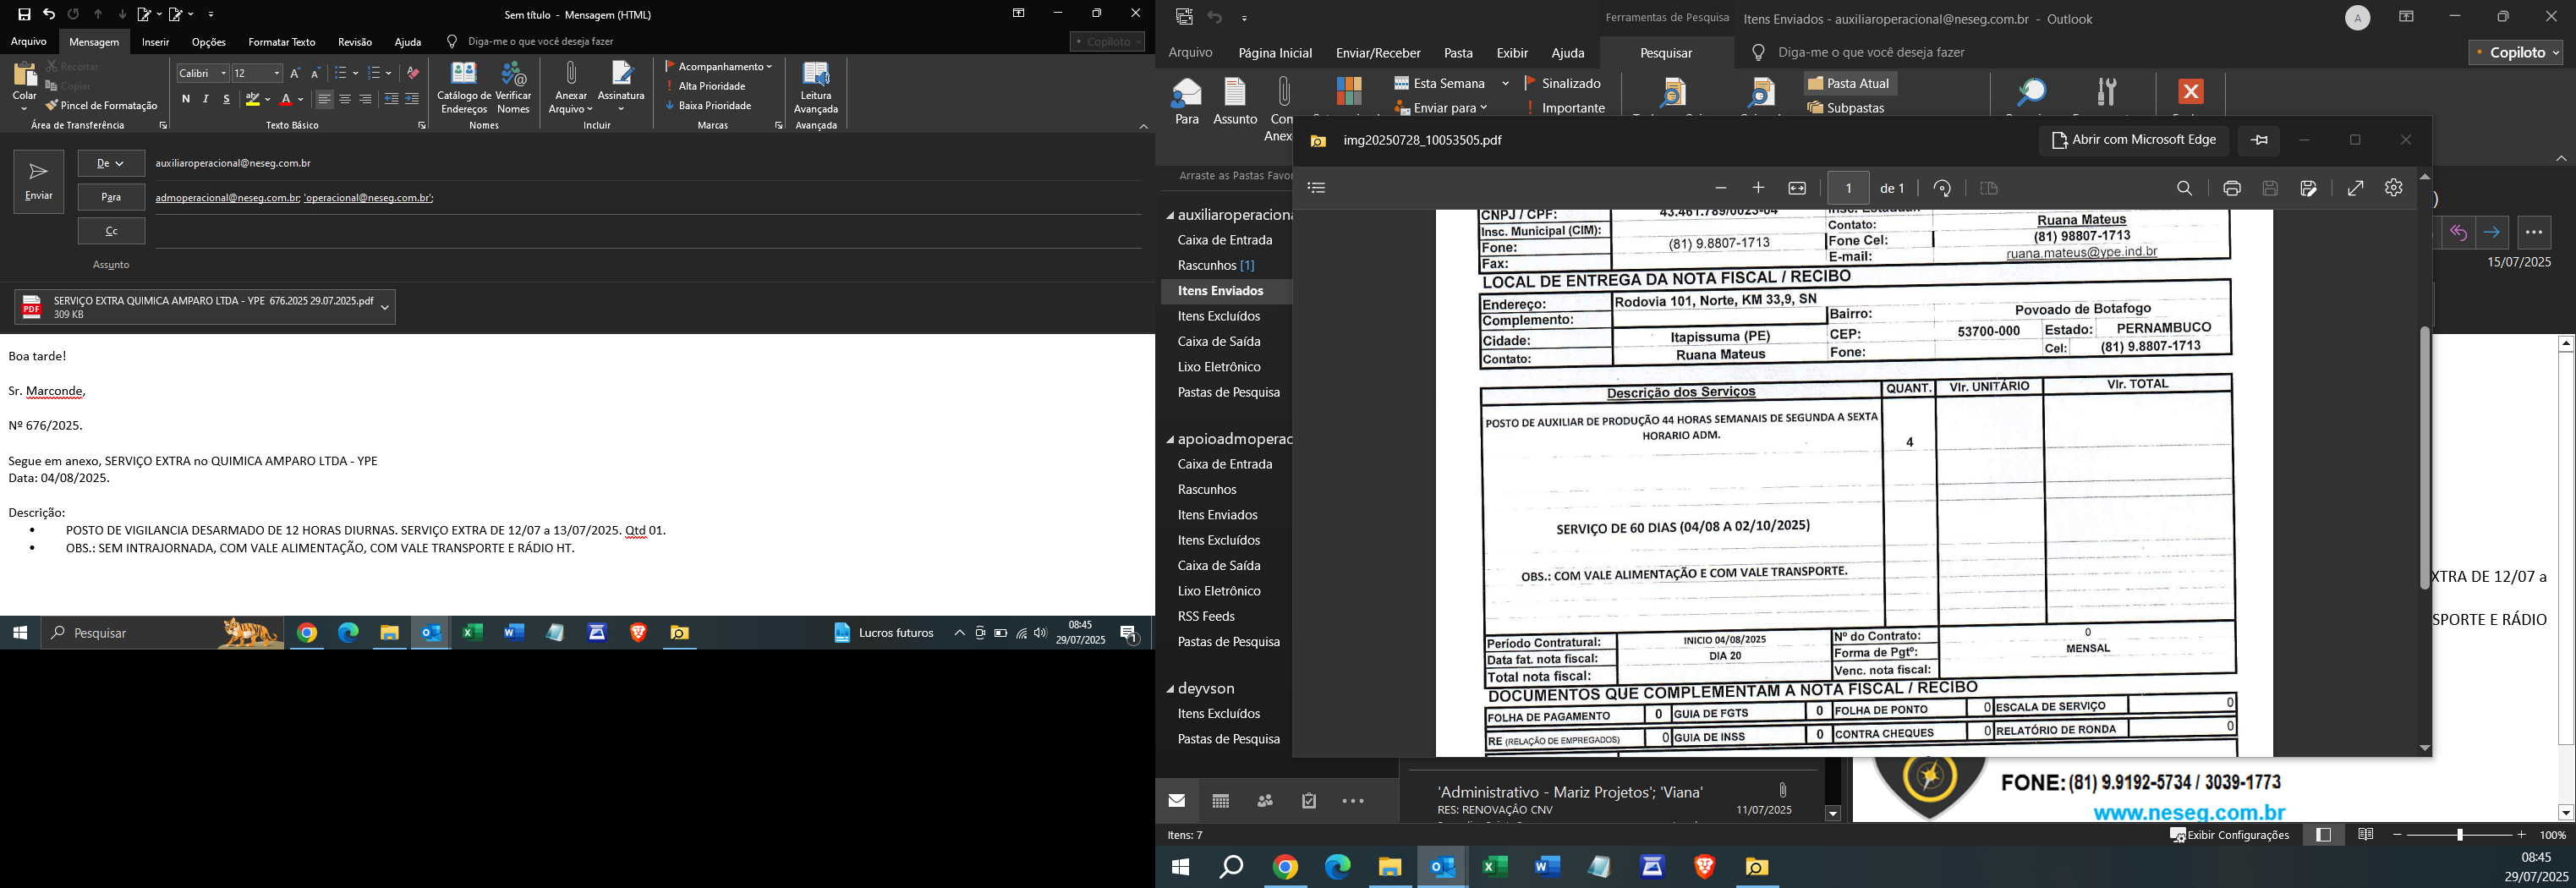 Sem título - Mensagem (HTML)
Arquivo Mensagem Inserir Opções Formatar Texto Revisão Ajuda Diga-me o que você deseja fazer Copiloto
Colar Recortar
Copiar
Pincel de Formatação
Área de Transferência
Calibri 12
N I S
Texto Básico
Catálogo de Endereços Verificar Nomes
Nomes
Anexar Arquivo Assinatura
Incluir
Acompanhamento
Alta Prioridade
Baixa Prioridade
Marcas
Leitura Avançada
Avançada
Enviar
De auxiliaroperacional@neseg.com.br
Para admoperacional@neseg.com.br; 'operacional@neseg.com.br';
Cc
Assunto
SERVIÇO EXTRA QUIMICA AMPARO LTDA - YPE 676.2025 29.07.2025.pdf
309 KB
Boa tarde!
Sr. Marconde,
Nº 676/2025.
Segue em anexo, SERVIÇO EXTRA no QUIMICA AMPARO LTDA - YPE
Data: 04/08/2025.
Descrição:
• POSTO DE VIGILANCIA DESARMADO DE 12 HORAS DIURNAS. SERVIÇO EXTRA DE 12/07 a 13/07/2025. Qtd 01.
• OBS.: SEM INTRAJORNADA, COM VALE ALIMENTAÇÃO, COM VALE TRANSPORTE E RÁDIO HT.
Pesquisar
Lucros futuros
08:45
29/07/2025
1
Ferramentas de Pesquisa Itens Enviados - auxiliaroperacional@neseg.com.br - Outlook
A
Arquivo Página Inicial Enviar/Receber Pasta Exibir Ajuda Pesquisar Diga-me o que você deseja fazer
Copiloto
Para Assunto Com
Anex
Esta Semana
Enviar para
Sinalizado
Importante
Pasta Atual
Subpastas
Arraste as Pastas Favor
auxiliaroperaciona
Caixa de Entrada
Rascunhos [1]
Itens Enviados
Itens Excluídos
Caixa de Saída
Lixo Eletrônico
Pastas de Pesquisa
apoioadmoperac
Caixa de Entrada
Rascunhos
Itens Enviados
Itens Excluídos
Caixa de Saída
Lixo Eletrônico
RSS Feeds
Pastas de Pesquisa
deyvson
Itens Excluídos
Pastas de Pesquisa
img20250728_10053505.pdf
Abrir com Microsoft Edge
1 de 1
CNPJ / CPF: 43.461.789/0023-04
Insc. Municipal (CIM): Contato: Ruana Mateus
Fone: (81) 9.8807-1713 Fone Cel: (81) 98807-1713
Fax: E-mail: ruana.mateus@ype.ind.br
LOCAL DE ENTREGA DA NOTA FISCAL / RECIBO
Endereço: Rodovia 101, Norte, KM 33,9, SN
Complemento: Bairro: Povoado de Botafogo
Cidade: Itapissuma (PE) CEP: 53700-000 Estado: PERNAMBUCO
Contato: Ruana Mateus Fone: Cel: (81) 9.8807-1713
Descrição dos Serviços QUANT. Vlr. UNITÁRIO Vlr. TOTAL
POSTO DE AUXILIAR DE PRODUÇÃO 44 HORAS SEMANAIS DE SEGUNDA A SEXTA
HORARIO ADM.
4
SERVIÇO DE 60 DIAS (04/08 A 02/10/2025)
OBS.: COM VALE ALIMENTAÇÃO E COM VALE TRANSPORTE.
Período Contratural: INICIO 04/08/2025 Nº do Contrato: 0
Data fat. nota fiscal: DIA 20 Forma de Pgtº: MENSAL
Total nota fiscal: Venc. nota fiscal:
DOCUMENTOS QUE COMPLEMENTAM A NOTA FISCAL / RECIBO
FOLHA DE PAGAMENTO 0 GUIA DE FGTS 0 FOLHA DE PONTO 0 ESCALA DE SERVIÇO 0
RE (RELAÇÃO DE EMPREGADOS) 0 GUIA DE INSS 0 CONTRA CHEQUES 0 RELATÓRIO DE RONDA 0
15/07/2025
XTRA DE 12/07 a
SPORTE E RÁDIO
'Administrativo - Mariz Projetos'; 'Viana'
RES: RENOVAÇÃO CNV 11/07/2025
FONE: (81) 9.9192-5734 / 3039-1773
www.neseg.com.br
Itens: 7
Exibir Configurações
100%
08:45
29/07/2025